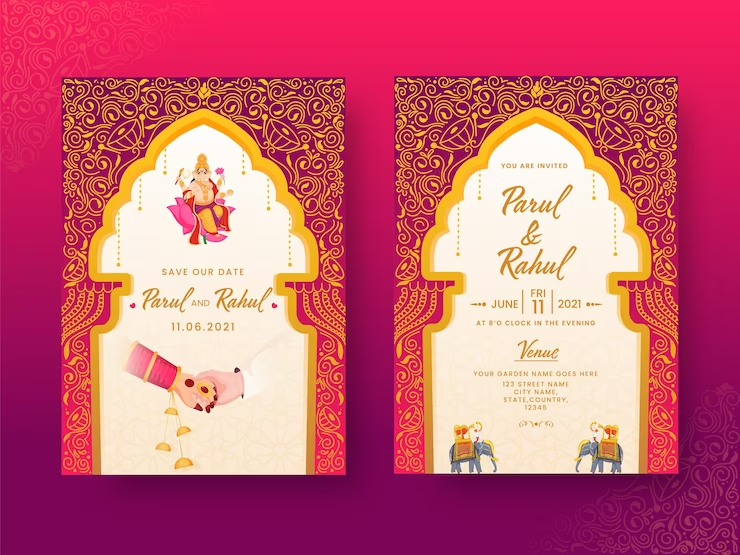 SAVE OUR DATE
Parul AND Rahul
11.06.2021
YOU ARE INVITED
Parul
&
Rahul
JUNE FRI 11 2021
AT 8'O CLOCK IN THE EVENING
Venue
YOUR GARDEN NAME GOES HERE
123 STREET NAME
CITY NAME,
STATE,COUNTRY,
12345